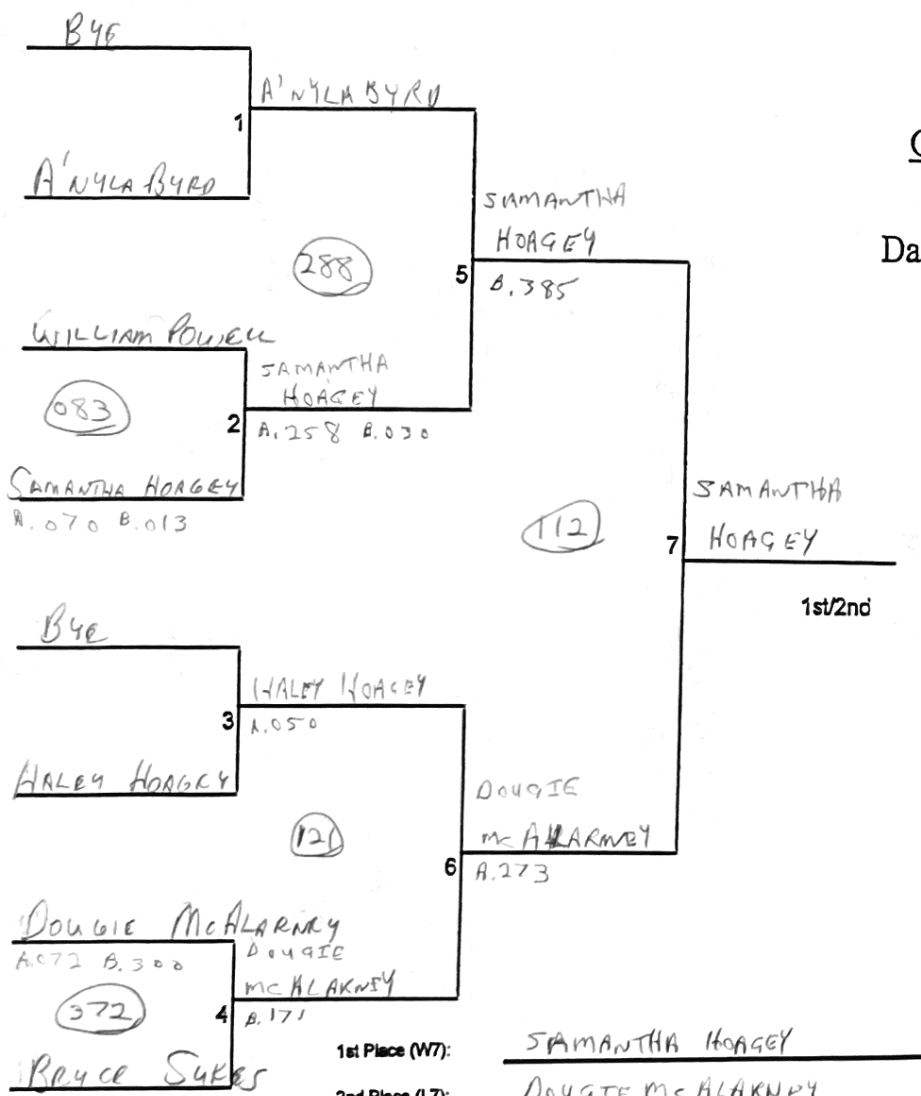 BYE
A'NYLA BYRD
1
A'NYLA BYRD
SAMANTHA
HOAGEY
Da
288
5
B.385
WILLIAM POWELL
SAMANTHA
HOAGEY
083
2
A.258 B.030
SAMANTHA HOAGEY
A.070 B.013
SAMANTHA
HOAGEY
112
7
1st/2nd
BYE
HALEY HOAGEY
3
A.050
HALEY HOAGEY
DOUGIE
121
McALARNEY
6
A.273
DOUGIE McALARNEY
A.072 B.300
DOUGIE
McALARNEY
372
4
B.171
1st Place (W7): SAMANTHA HOAGEY
BRYCE SYKES
2nd Place (L7): DOUGIE McALARNEY